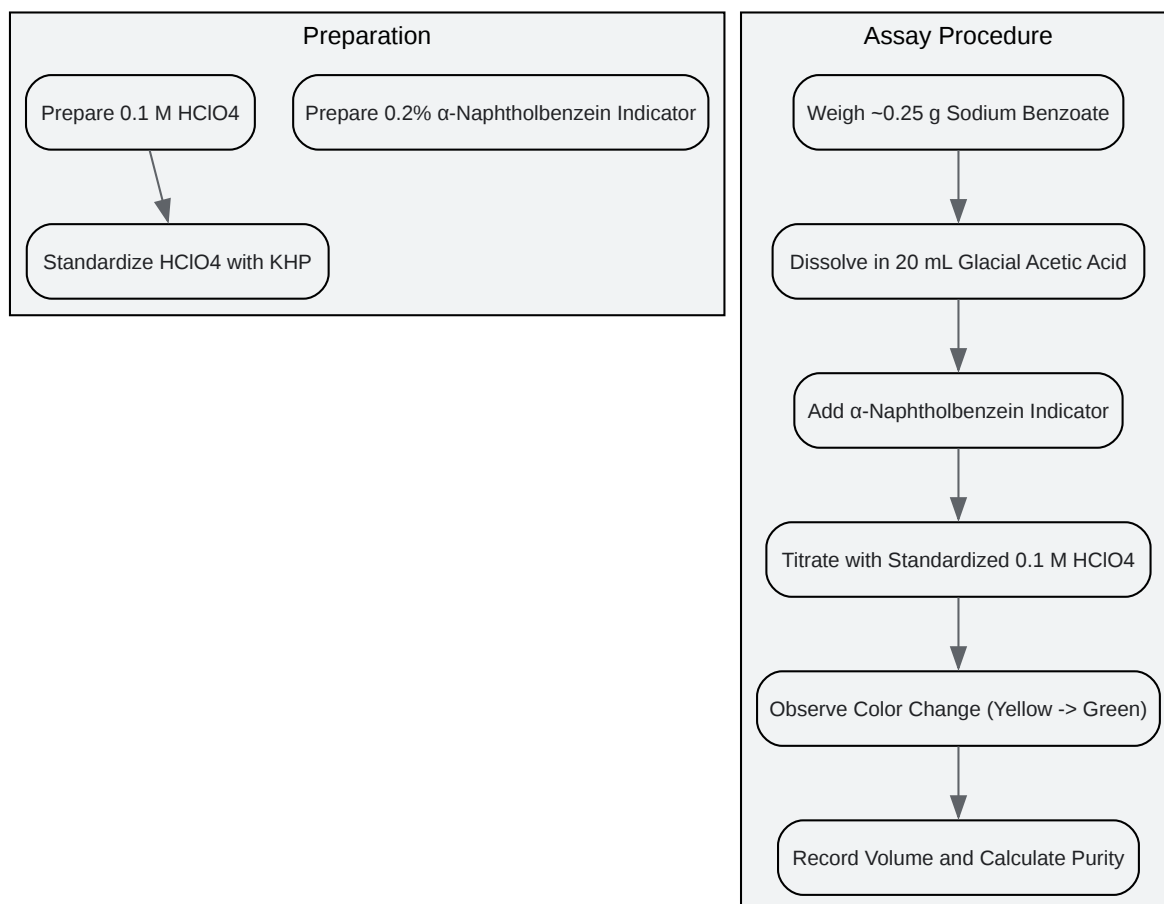 Preparation
Prepare 0.1 M HClO4
Prepare 0.2% α-Naphtholbenzein Indicator
Standardize HClO4 with KHP
Assay Procedure
Weigh ~0.25 g Sodium Benzoate
Dissolve in 20 mL Glacial Acetic Acid
Add α-Naphtholbenzein Indicator
Titrate with Standardized 0.1 M HClO4
Observe Color Change (Yellow -> Green)
Record Volume and Calculate Purity